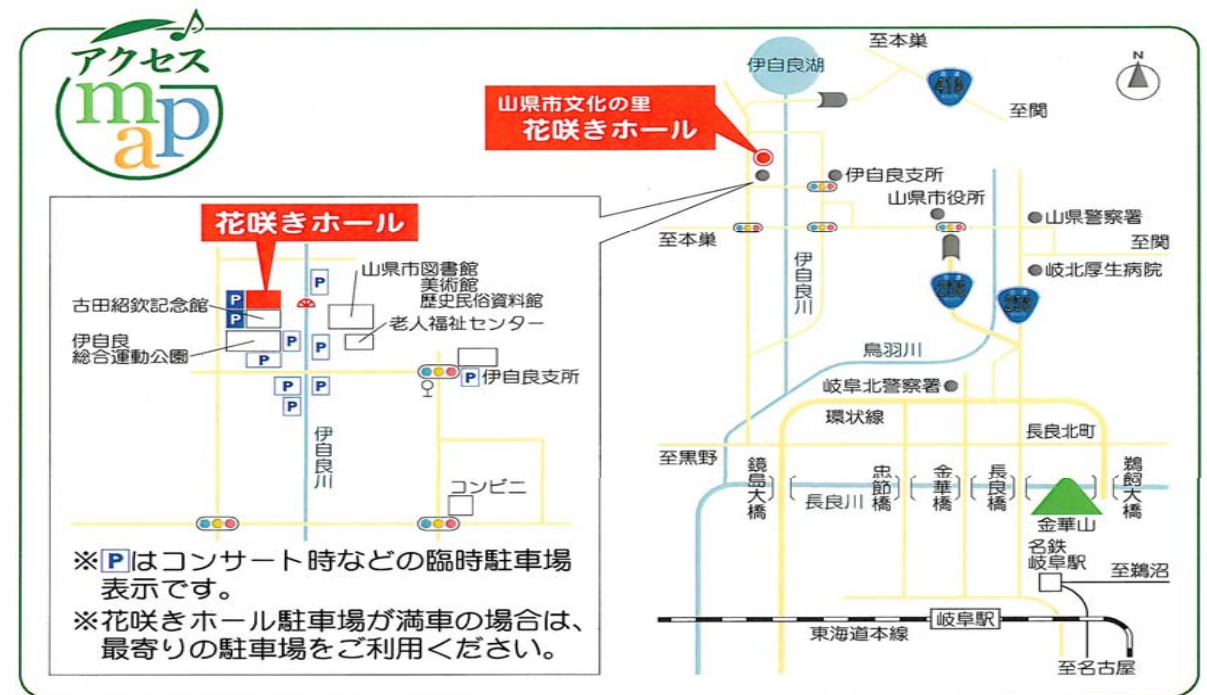 アクセス
map
至本巣
伊自良湖
N
国道
418
至関
山県市文化の里
花咲きホール
伊自良支所
山県市役所
山県警察署
至本巣
至関
伊自良川
岐北厚生病院
256
256
鳥羽川
岐阜北警察署
環状線
長良北町
至黒野
鏡島大橋
長良川
忠節橋
金華橋
長良橋
鵜飼大橋
金華山
名鉄
岐阜駅
至鵜沼
岐阜駅
東海道本線
至名古屋
花咲きホール
P
山県市図書館
美術館
歴史民俗資料館
P
古田紹欽記念館
P
老人福祉センター
伊自良
総合運動公園
P
P
P
P
伊自良支所
P
P
P
伊自良川
コンビニ
※Pはコンサート時などの臨時駐車場
表示です。
※花咲きホール駐車場が満車の場合は、
最寄りの駐車場をご利用ください。